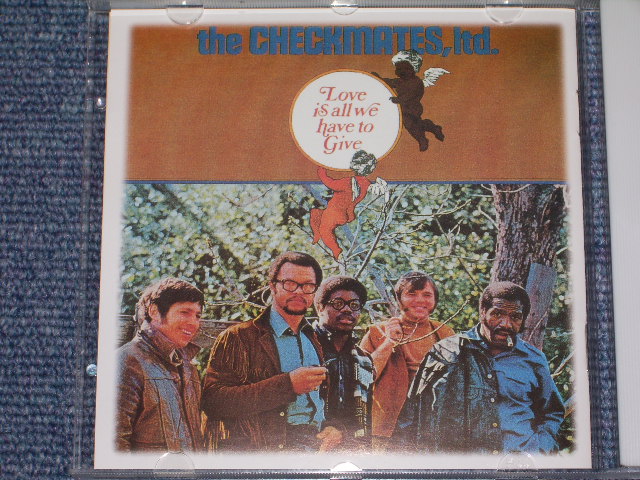 the CHECKMATES, ltd.
Love
is all we
have to
Give